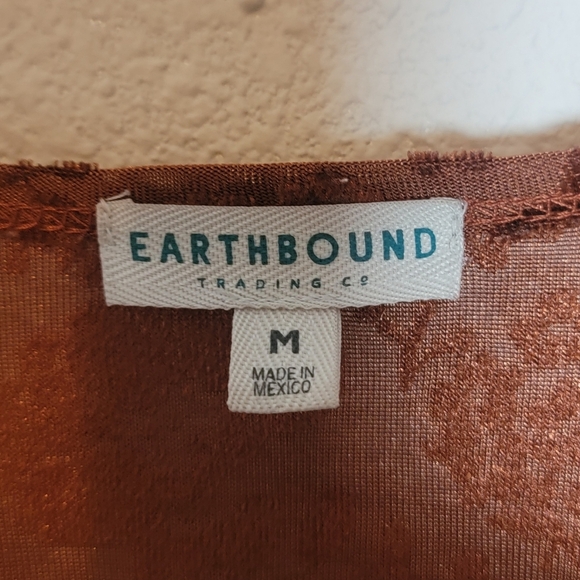 EARTHBOUND
TRADING Cº
M
MADE IN
MEXICO